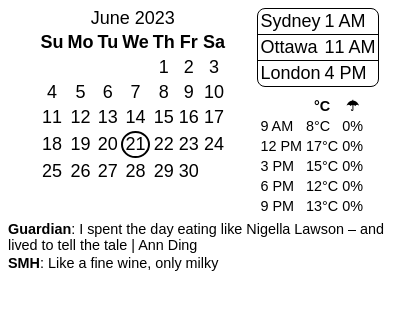 June 2023
Su Mo Tu We Th Fr Sa
1 2 3
4 5 6 7 8 9 10
11 12 13 14 15 16 17
18 19 20 21 22 23 24
25 26 27 28 29 30
Sydney 1 AM
Ottawa 11 AM
London 4 PM
°C ☂
9 AM 8°C 0%
12 PM 17°C 0%
3 PM 15°C 0%
6 PM 12°C 0%
9 PM 13°C 0%
Guardian: I spent the day eating like Nigella Lawson – and
lived to tell the tale | Ann Ding
SMH: Like a fine wine, only milky